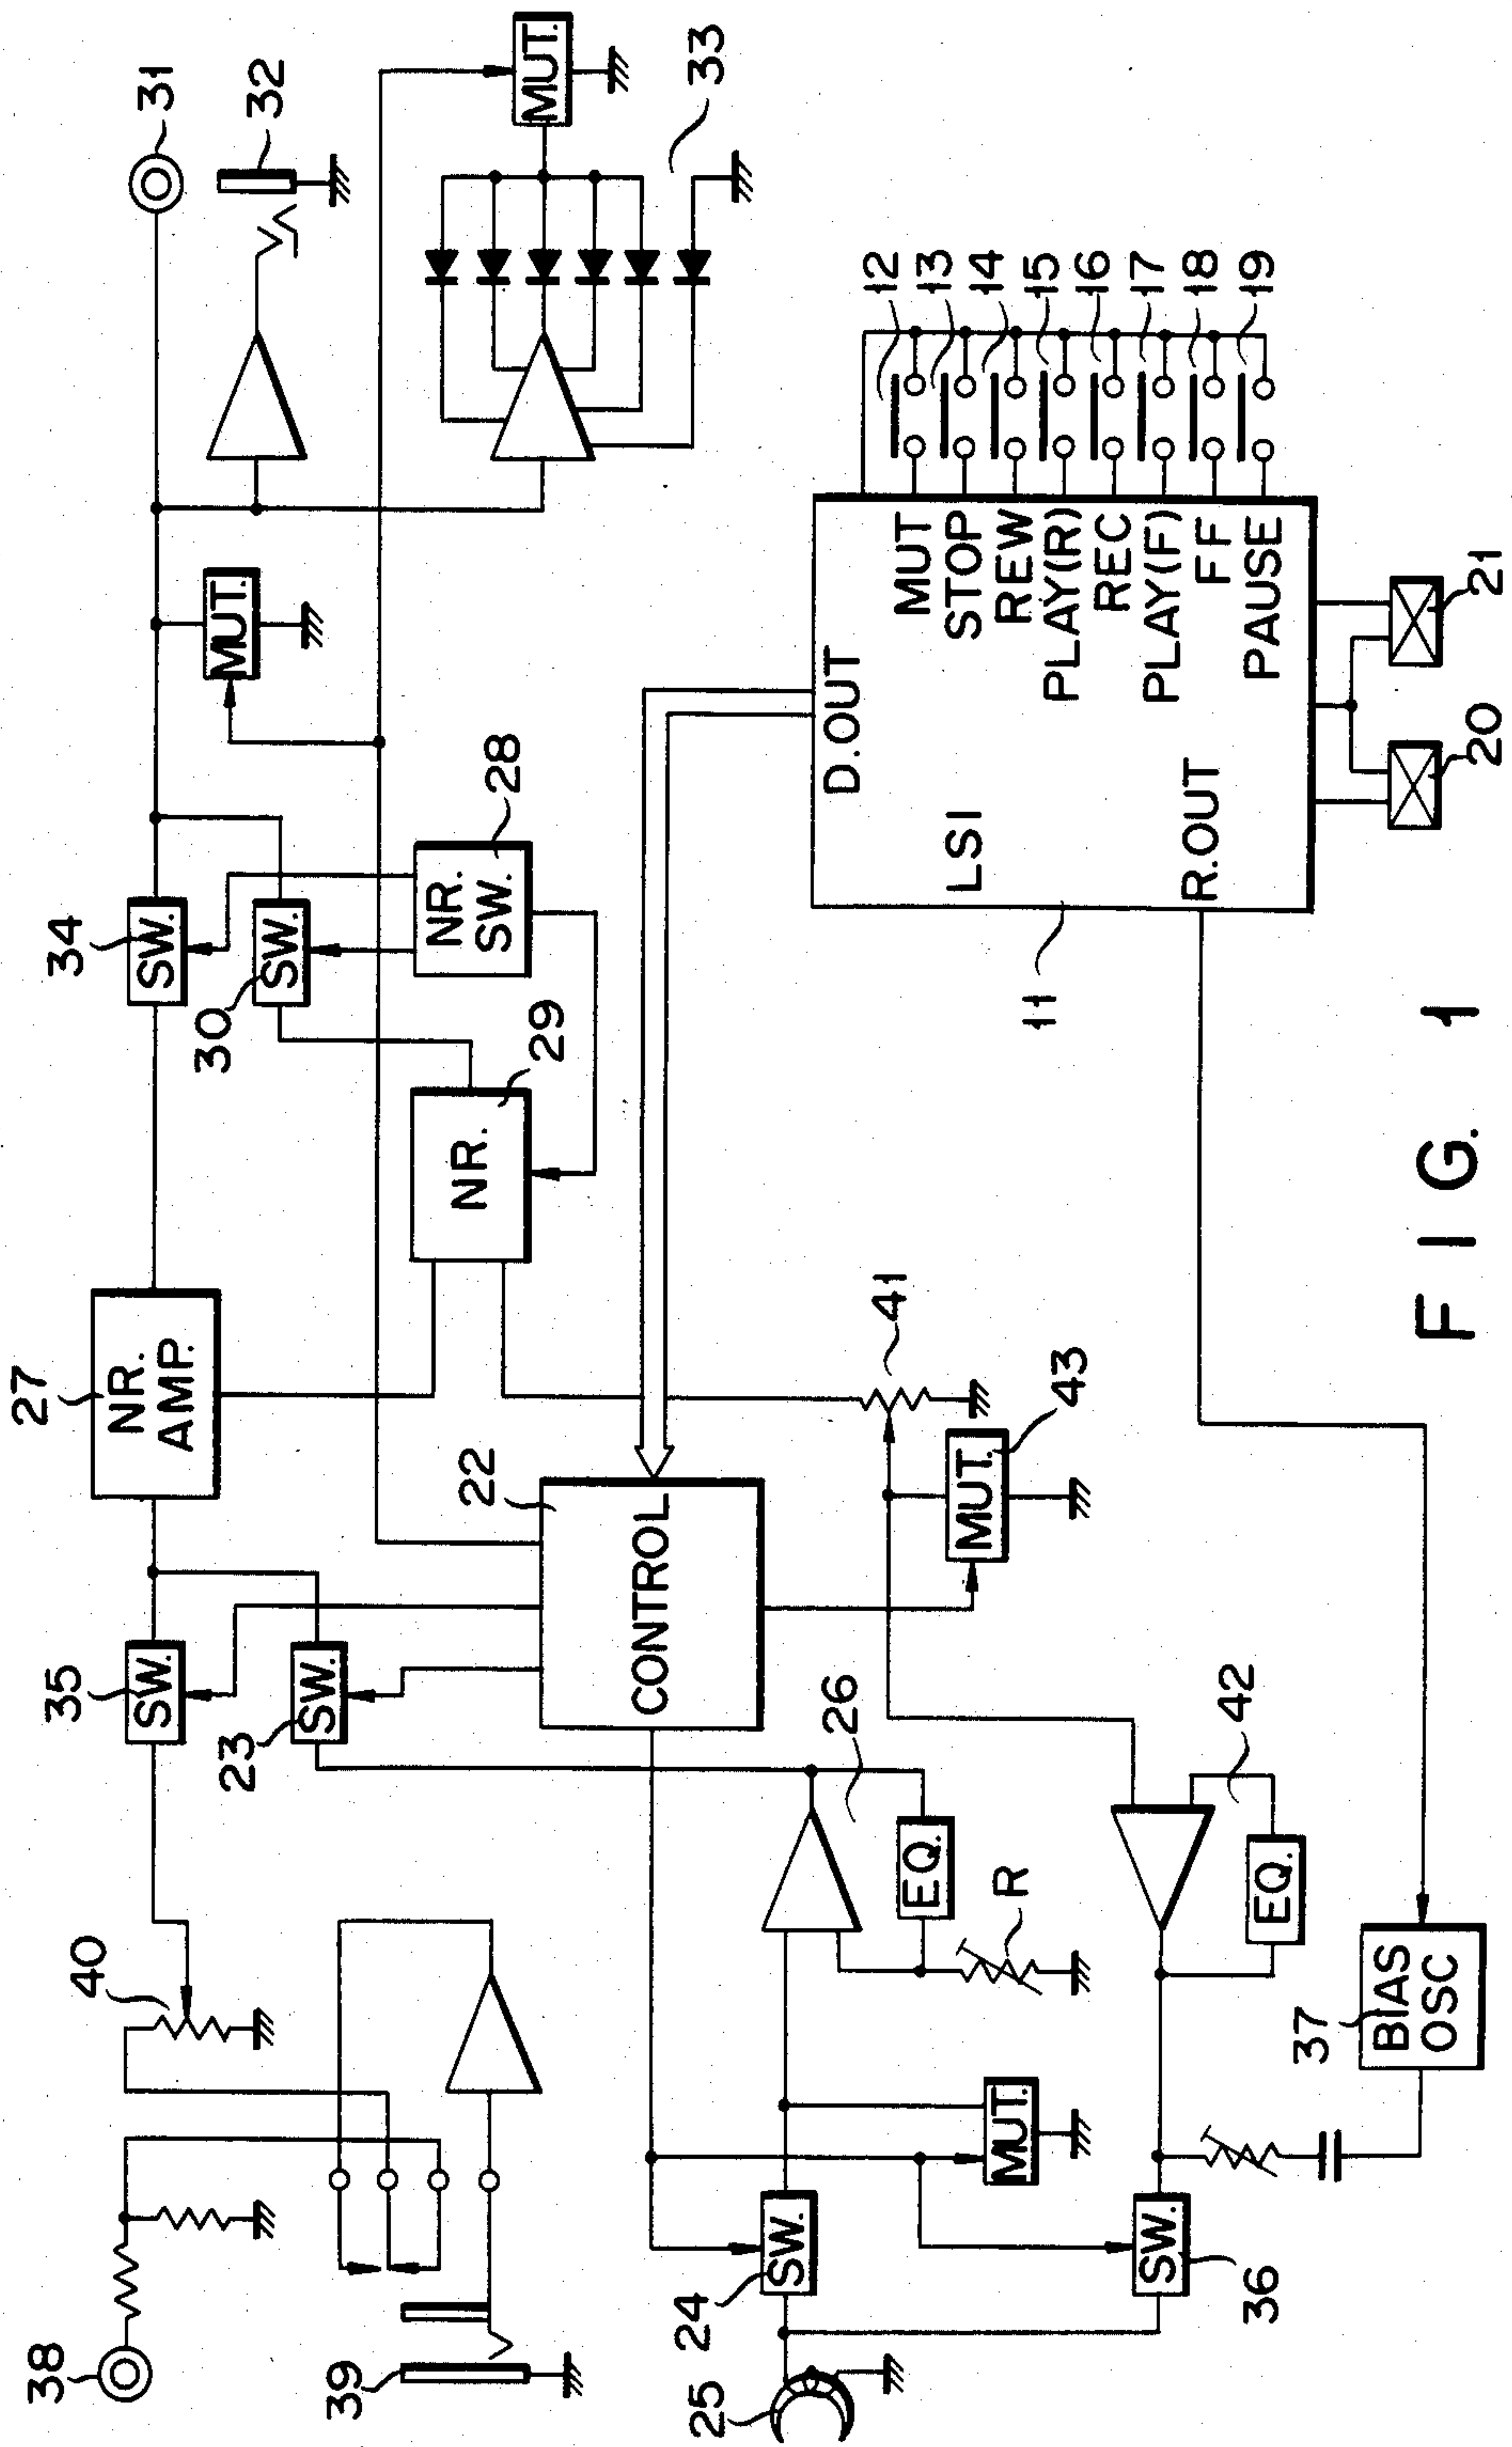 38
40
35
SW.
27
NR.
AMP.
34
SW.
31
32
MUT.
30
SW.
23
SW.
39
22
CONTROL
NR.
29
NR.
SW.
28
MUT.
33
25
24
SW.
MUT.
26
EQ.
R
41
MUT.
43
36
SW.
42
EQ.
37
BIAS
OSC
11
LSI
D.OUT
R.OUT
MUT
STOP
REW
PLAY(R)
REC
PLAY(F)
FF
PAUSE
12
13
14
15
16
17
18
19
20
21
FIG. 1